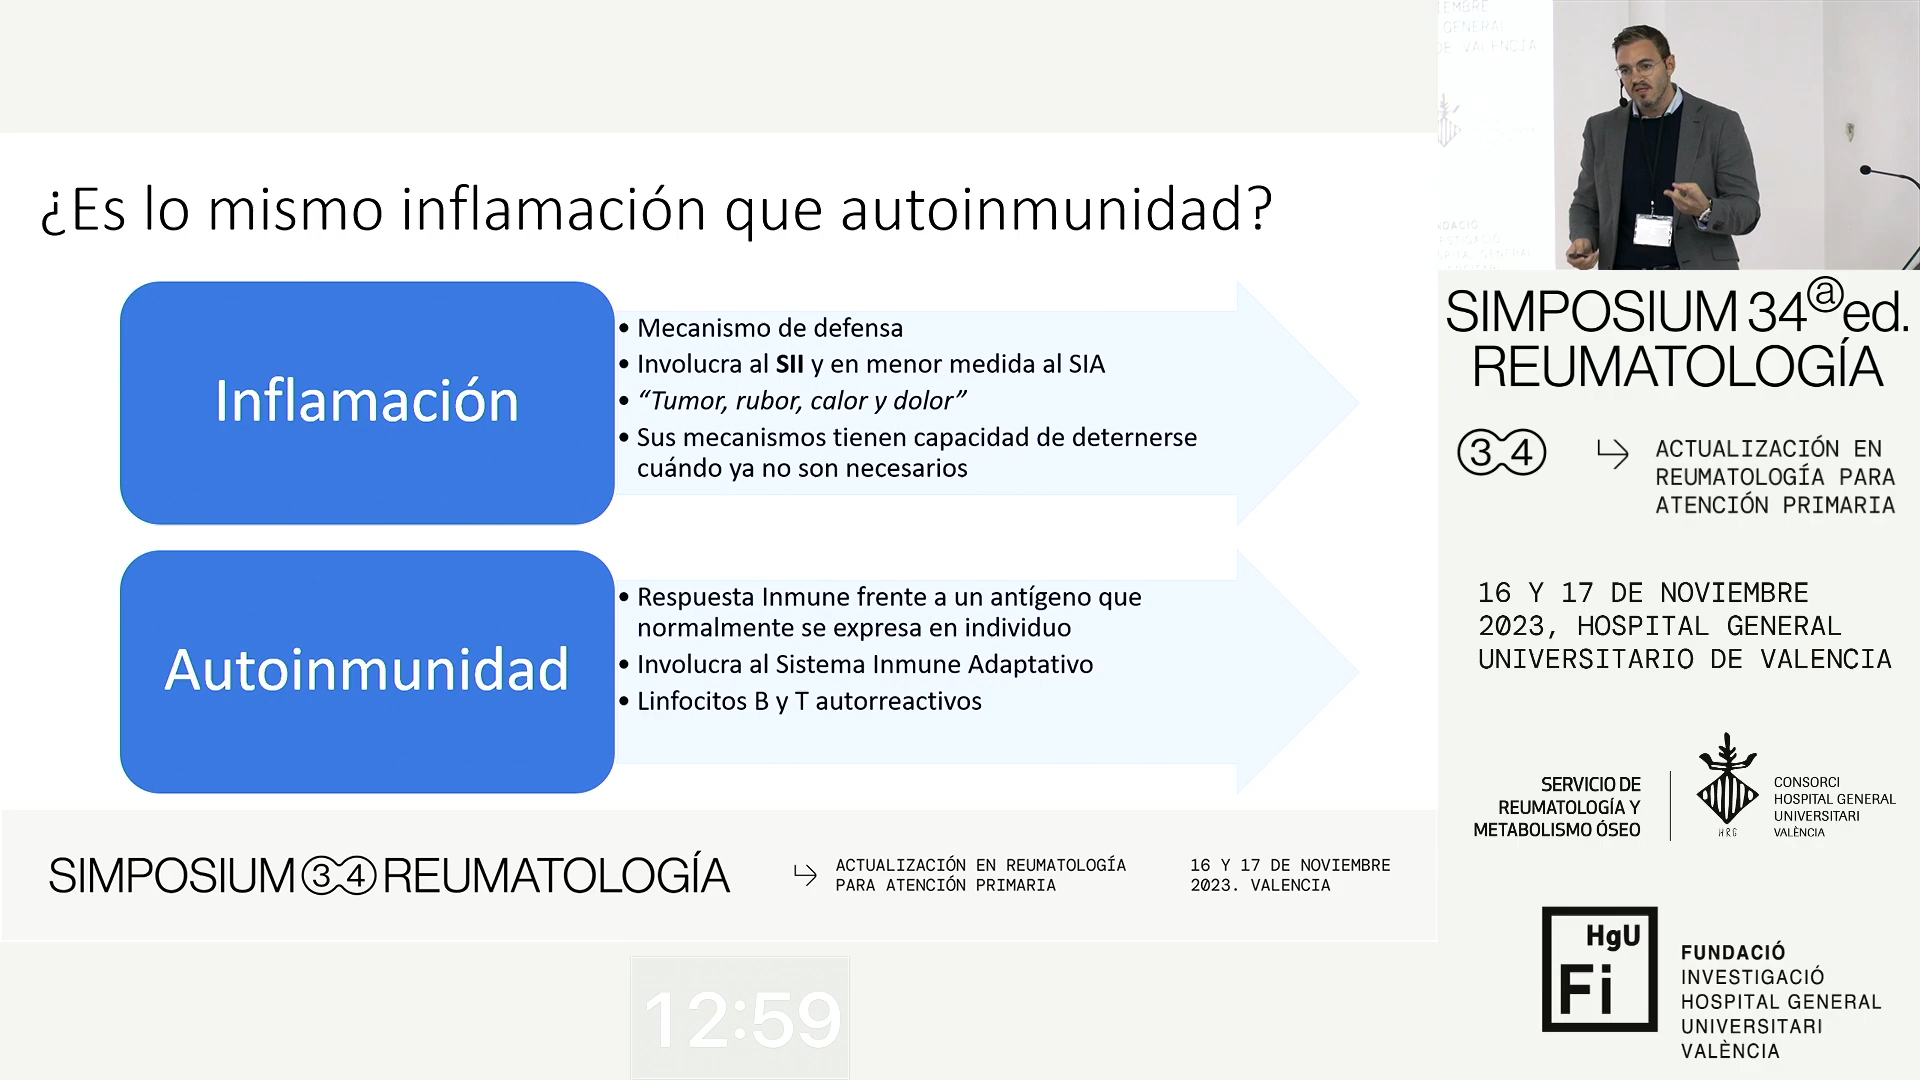 ¿Es lo mismo inflamación que autoinmunidad?
Inflamación
• Mecanismo de defensa
• Involucra al SII y en menor medida al SIA
• “Tumor, rubor, calor y dolor”
• Sus mecanismos tienen capacidad de deternerse
cuándo ya no son necesarios
Autoinmunidad
• Respuesta Inmune frente a un antígeno que
normalmente se expresa en individuo
• Involucra al Sistema Inmune Adaptativo
• Linfocitos B y T autorreactivos
SIMPOSIUM 34 REUMATOLOGÍA
ACTUALIZACIÓN EN REUMATOLOGÍA
PARA ATENCIÓN PRIMARIA
16 Y 17 DE NOVIEMBRE
2023. VALENCIA
12:59
SIMPOSIUM 34ªed.
REUMATOLOGÍA
34
ACTUALIZACIÓN EN
REUMATOLOGÍA PARA
ATENCIÓN PRIMARIA
16 Y 17 DE NOVIEMBRE
2023, HOSPITAL GENERAL
UNIVERSITARIO DE VALENCIA
SERVICIO DE
REUMATOLOGÍA Y
METABOLISMO ÓSEO
HRG
CONSORCI
HOSPITAL GENERAL
UNIVERSITARI
VALÈNCIA
HgU
Fi
FUNDACIÓ
INVESTIGACIÓ
HOSPITAL GENERAL
UNIVERSITARI
VALÈNCIA